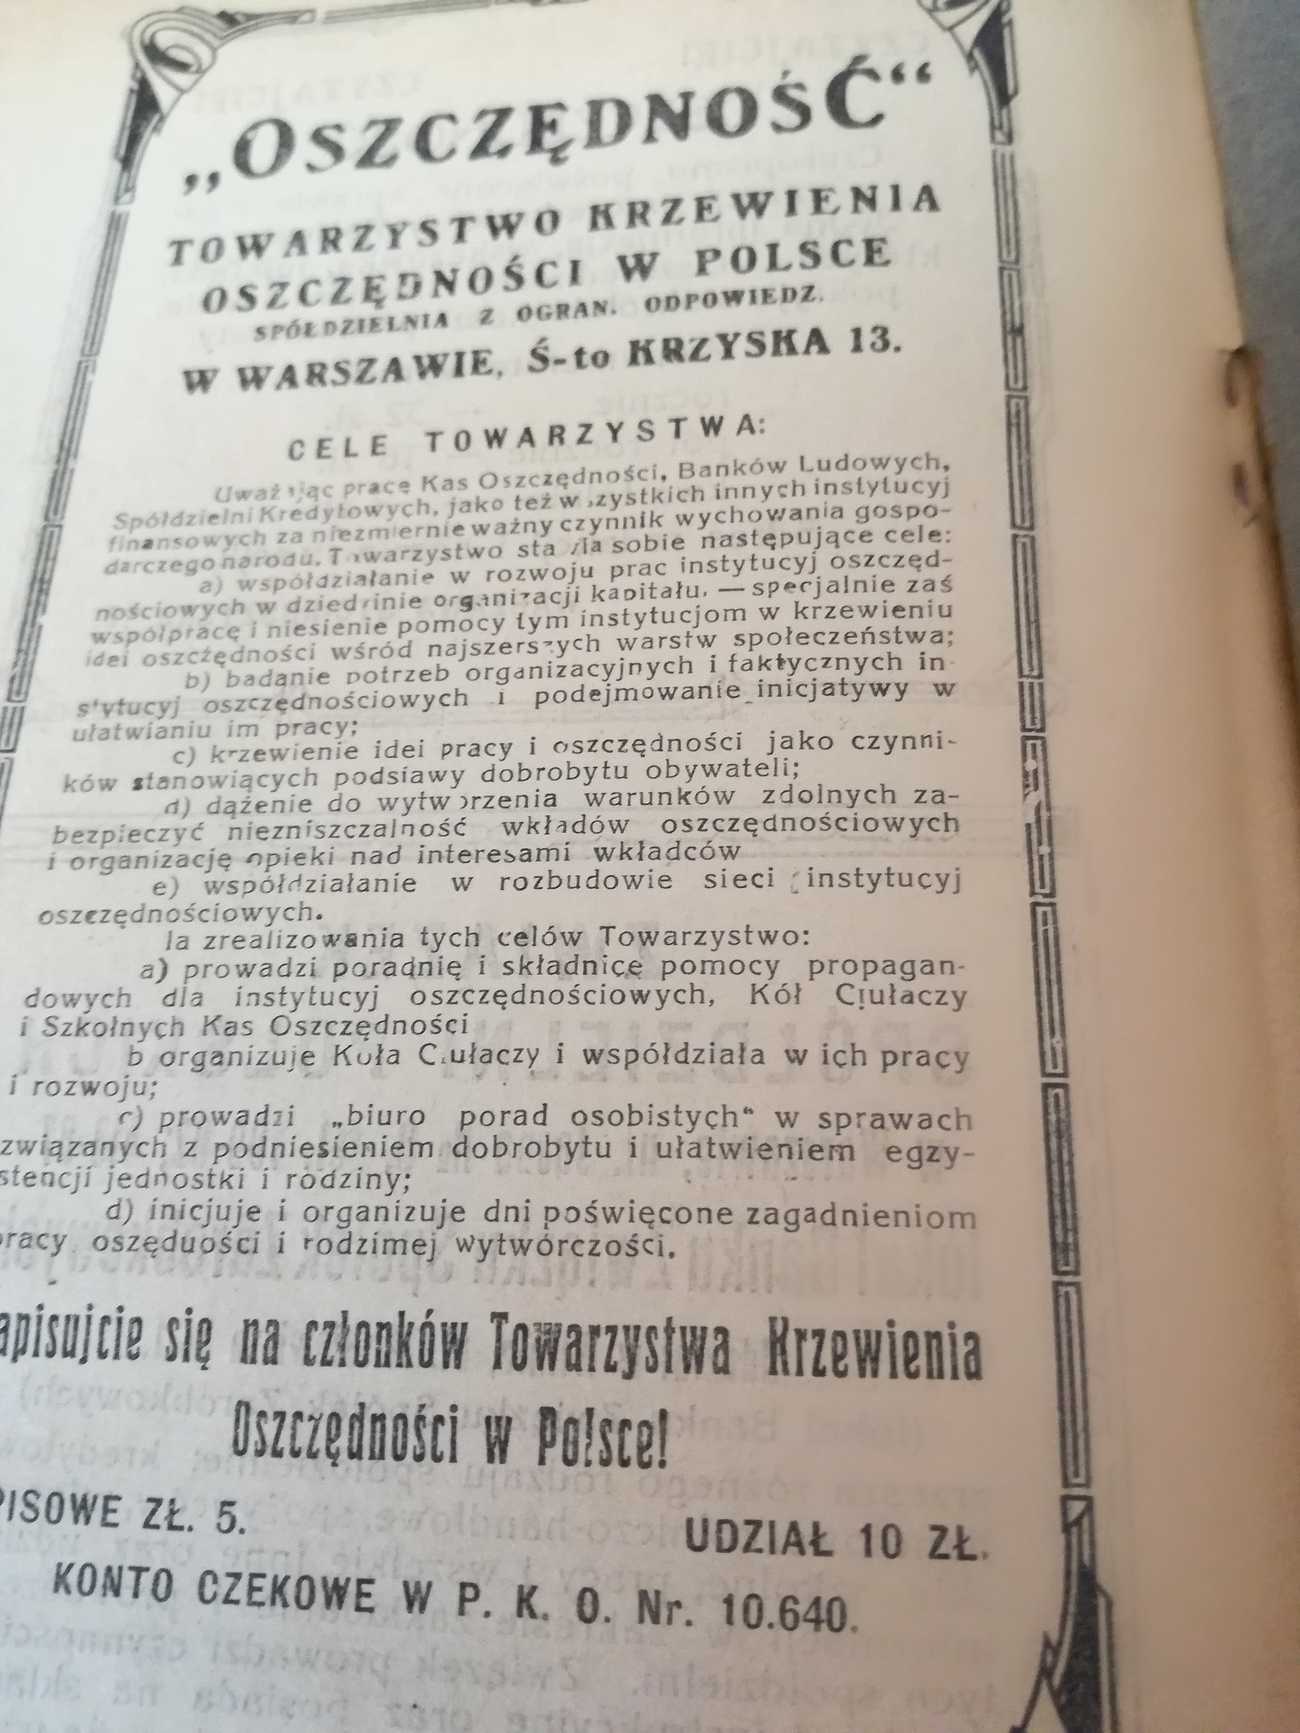 „OSZCZĘDNOŚĆ“
TOWARZYSTWO KRZEWIENIA
OSZCZĘDNOŚCI W POLSCE
SPÓŁDZIELNIA Z OGRAN. ODPOWIEDZ.
W WARSZAWIE, Ś-to KRZYSKA 13.
CELE TOWARZYSTWA:
Uważając pracę Kas Oszczędności, Banków Ludowych,
Spółdzielni Kredytowych, jako też wszystkich innych instytucyj
finansowych za niezmiernie ważny czynnik wychowania gospo-
darczego narodu, Towarzystwo stawia sobie następujące cele:
a) współdziałanie w rozwoju prac instytucyj oszczęd-
nościowych w dziedzinie organizacji kapitału, — specjalnie zaś
współpracę i niesienie pomocy tym instytucjom w krzewieniu
idei oszczędności wśród najszerszych warstw społeczeństwa;
b) badanie potrzeb organizacyjnych i faktycznych in-
stytucyj oszczędnościowych i podejmowanie inicjatywy w
ułatwianiu im pracy;
c) krzewienie idei pracy i oszczędności jako czynni-
ków stanowiących podstawy dobrobytu obywateli;
d) dążenie do wytworzenia warunków zdolnych za-
bezpieczyć niezniszczalność wkładów oszczędnościowych
i organizację opieki nad interesami wkładców
e) współdziałanie w rozbudowie sieci instytucyj
oszczędnościowych.
la zrealizowania tych celów Towarzystwo:
a) prowadzi poradnię i składnicę pomocy propagan-
dowych dla instytucyj oszczędnościowych, Kół Ciułaczy
i Szkolnych Kas Oszczędności
b organizuje Koła Ciułaczy i współdziała w ich pracy
i rozwoju;
c) prowadzi „biuro porad osobistych“ w sprawach
związanych z podniesieniem dobrobytu i ułatwieniem egzy-
stencji jednostki i rodziny;
d) inicjuje i organizuje dni poświęcone zagadnieniom
pracy oszęduości i rodzimej wytwórczości.
apisujcie się na członków Towarzystwa Krzewienia
Oszczędności w Polsce!
PISOWE ZŁ. 5. UDZIAŁ 10 ZŁ.
KONTO CZEKOWE W P. K. O. Nr. 10.640.